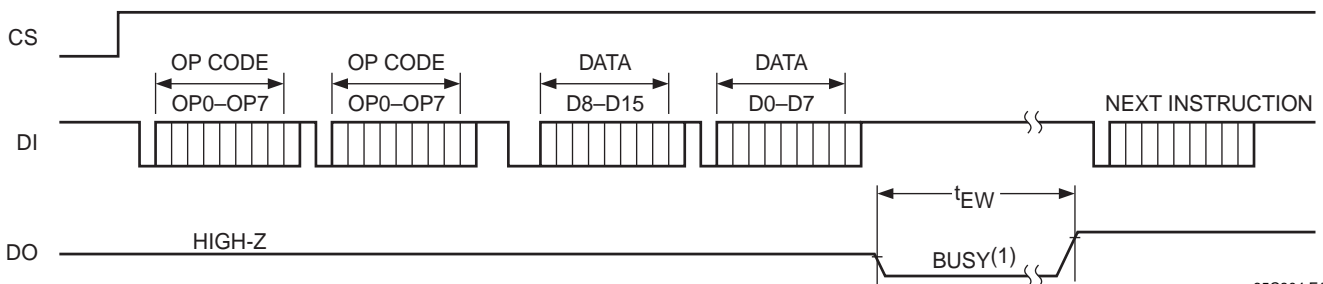 CS
OP CODE OP CODE DATA DATA
OP0–OP7 OP0–OP7 D8–D15 D0–D7 NEXT INSTRUCTION
DI
tEW
HIGH-Z
DO
BUSY(1)